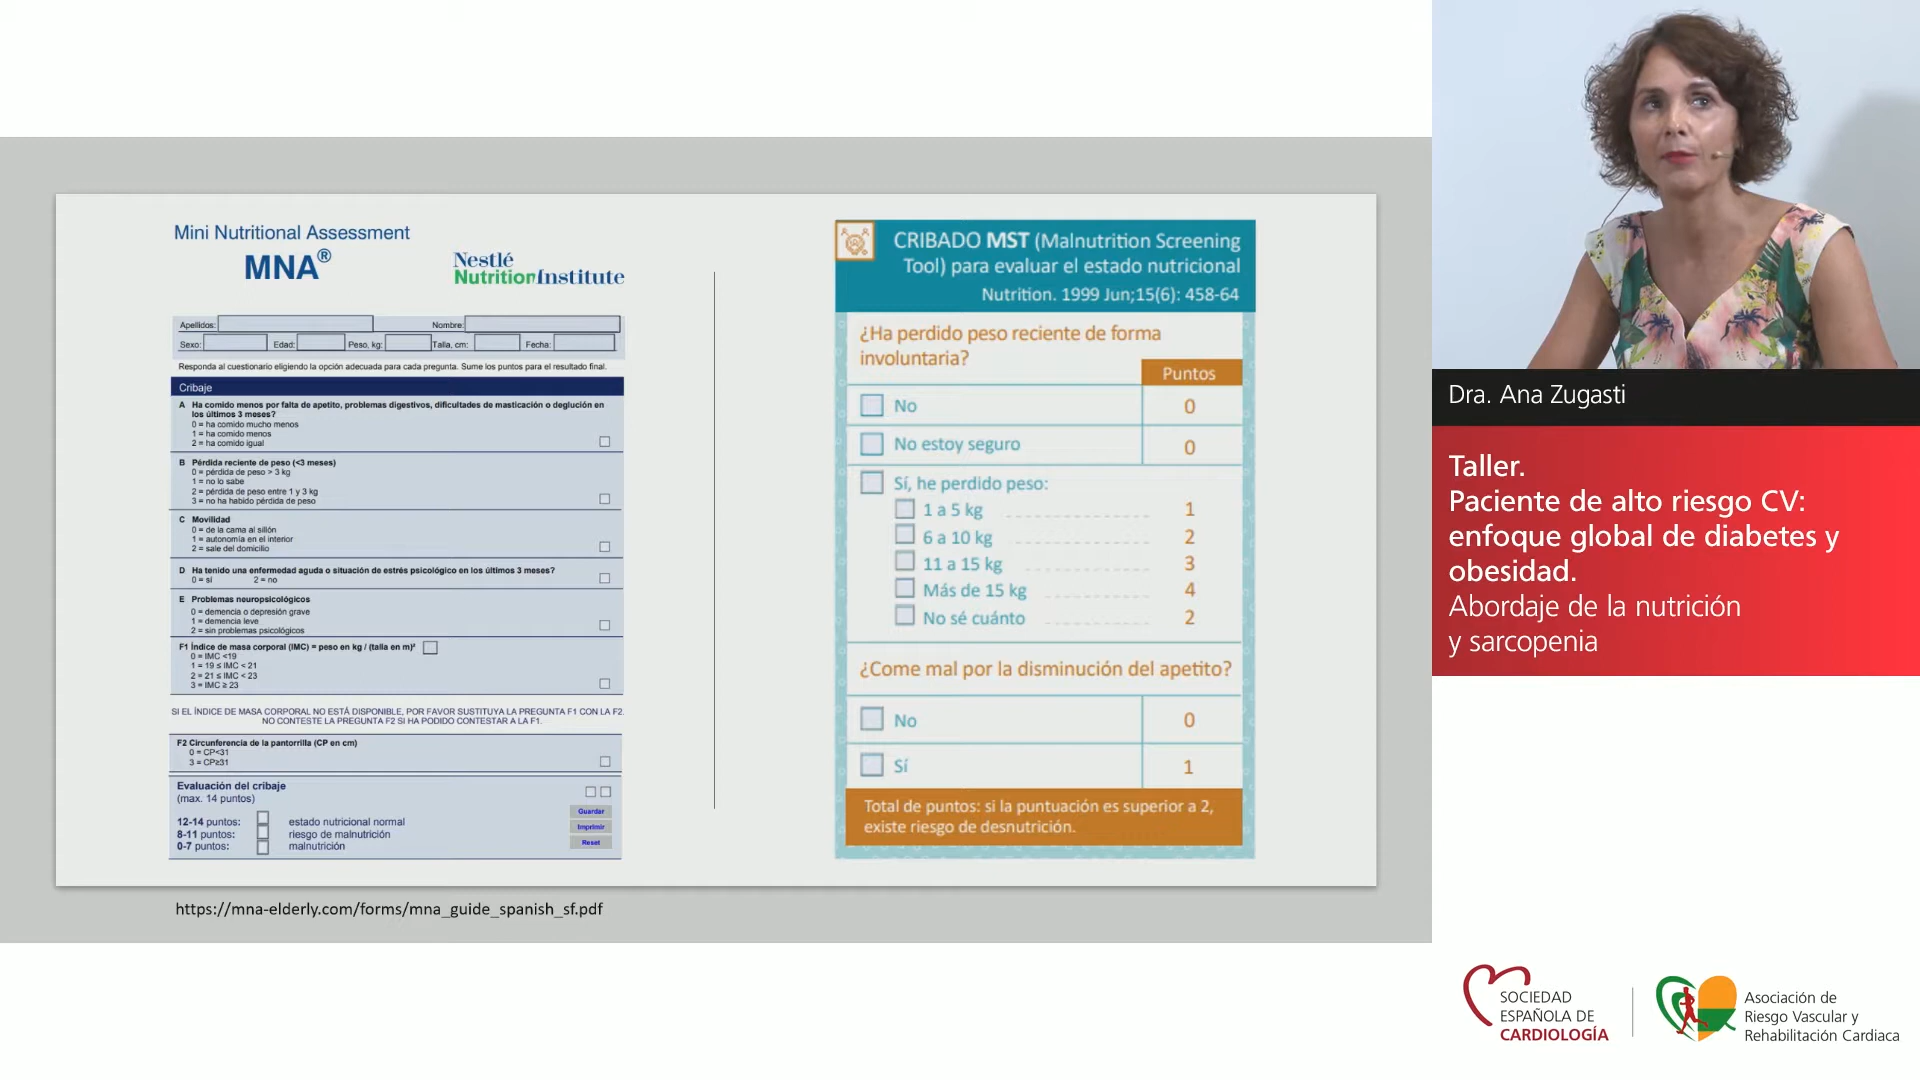 Mini Nutritional Assessment
MNA®
Nestlé
NutritionInstitute
Apellidos:
Nombre:
Sexo:
Edad:
Peso, kg:
Talla, cm:
Fecha:
Responda al cuestionario eligiendo la opción adecuada para cada pregunta. Sume los puntos para el resultado final.
Cribaje
A Ha comido menos por falta de apetito, problemas digestivos, dificultades de masticación o deglución en
los últimos 3 meses?
0 = ha comido mucho menos
1 = ha comido menos
2 = ha comido igual
B Pérdida reciente de peso (<3 meses)
0 = pérdida de peso > 3 kg
1 = no lo sabe
2 = pérdida de peso entre 1 y 3 kg
3 = no ha habido pérdida de peso
C Movilidad
0 = de la cama al sillón
1 = autonomía en el interior
2 = sale del domicilio
D Ha tenido una enfermedad aguda o situación de estrés psicológico en los últimos 3 meses?
0 = sí 2 = no
E Problemas neuropsicológicos
0 = demencia o depresión grave
1 = demencia leve
2 = sin problemas psicológicos
F1 Índice de masa corporal (IMC) = peso en kg / (talla en m)²
0 = IMC <19
1 = 19 ≤ IMC < 21
2 = 21 ≤ IMC < 23
3 = IMC ≥ 23
SI EL ÍNDICE DE MASA CORPORAL NO ESTÁ DISPONIBLE, POR FAVOR SUSTITUYA LA PREGUNTA F1 CON LA F2.
NO CONTESTE LA PREGUNTA F2 SI HA PODIDO CONTESTAR A LA F1.
F2 Circunferencia de la pantorrilla (CP en cm)
0 = CP<31
3 = CP≥31
Evaluación del cribaje
(max. 14 puntos)
12-14 puntos: estado nutricional normal
8-11 puntos: riesgo de malnutrición
0-7 puntos: malnutrición
Guardar
Imprimir
Reset
https://mna-elderly.com/forms/mna_guide_spanish_sf.pdf
CRIBADO MST (Malnutrition Screening
Tool) para evaluar el estado nutricional
Nutrition. 1999 Jun;15(6): 458-64
¿Ha perdido peso reciente de forma
involuntaria?
Puntos
No 0
No estoy seguro 0
Sí, he perdido peso:
1 a 5 kg 1
6 a 10 kg 2
11 a 15 kg 3
Más de 15 kg 4
No sé cuánto 2
¿Come mal por la disminución del apetito?
No 0
Sí 1
Total de puntos: si la puntuación es superior a 2,
existe riesgo de desnutrición.
Dra. Ana Zugasti
Taller.
Paciente de alto riesgo CV:
enfoque global de diabetes y
obesidad.
Abordaje de la nutrición
y sarcopenia
SOCIEDAD
ESPAÑOLA DE
CARDIOLOGÍA
Asociación de
Riesgo Vascular y
Rehabilitación Cardiaca